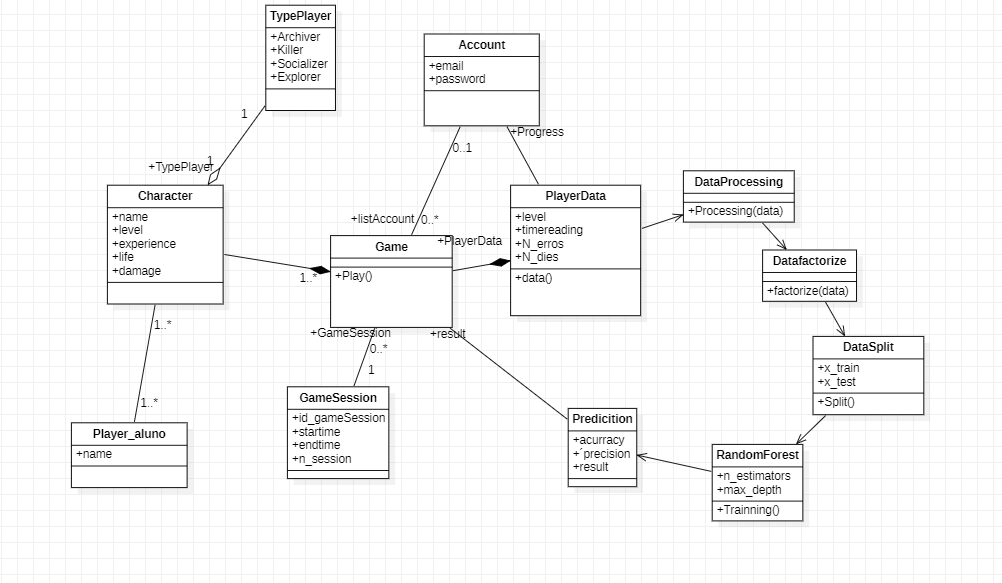 TypePlayer
+Archiver
+Killer
+Socializer
+Explorer
1
1
+TypePlayer
Account
+email
+password
0..1
+Progress
+listAccount
0..*
Character
+name
+level
+experience
+life
+damage
1..*
1..*
1..*
Game
+Play()
+PlayerData
PlayerData
+level
+timereading
+N_erros
+N_dies
+data()
DataProcessing
+Processing(data)
Datafactorize
+factorize(data)
DataSplit
+x_train
+x_test
+Split()
+GameSession
0..*
1
+result
GameSession
+id_gameSession
+startime
+endtime
+n_session
Player_aluno
+name
Predicition
+acurracy
+´precision
+result
RandomForest
+n_estimators
+max_depth
+Trainning()